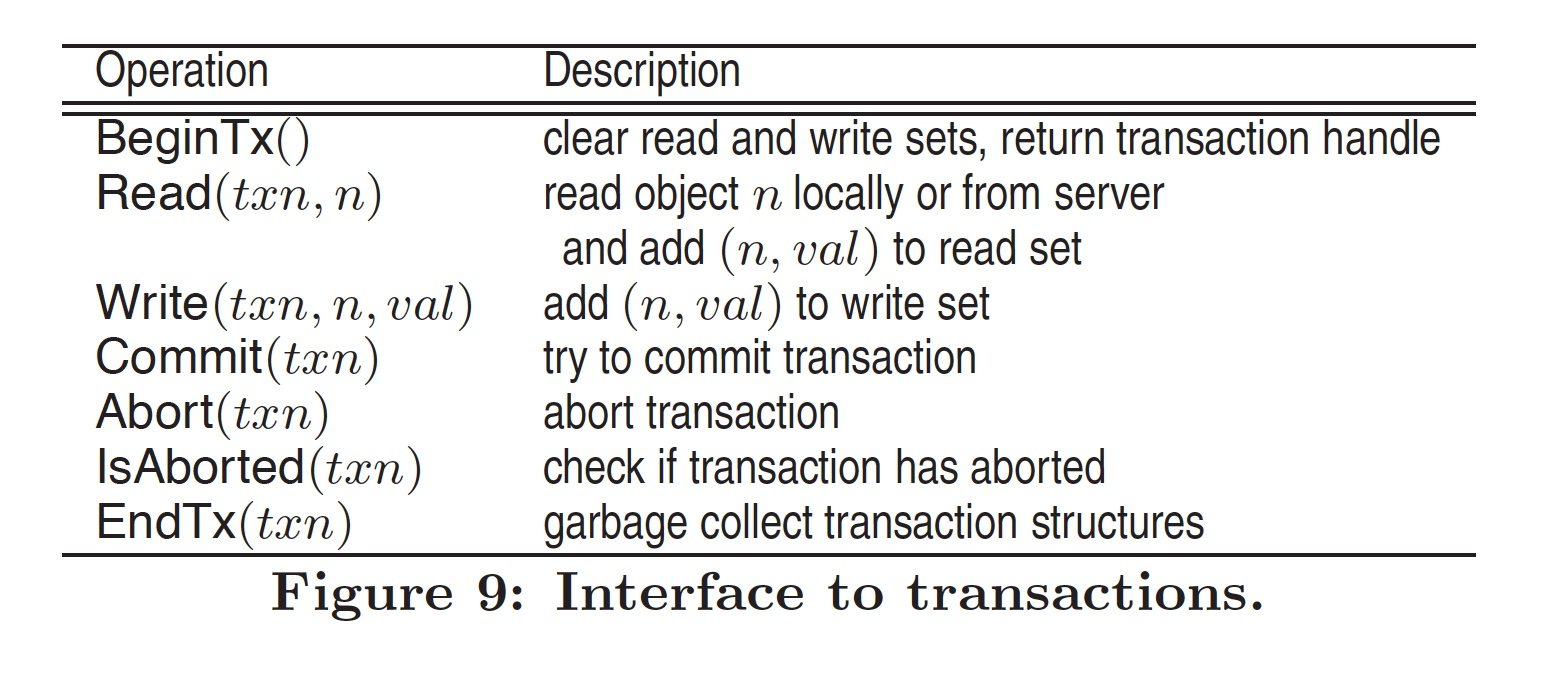 Operation Description
BeginTx() clear read and write sets, return transaction handle
Read(txn, n) read object n locally or from server
and add (n, val) to read set
Write(txn, n, val) add (n, val) to write set
Commit(txn) try to commit transaction
Abort(txn) abort transaction
IsAborted(txn) check if transaction has aborted
EndTx(txn) garbage collect transaction structures
Figure 9: Interface to transactions.